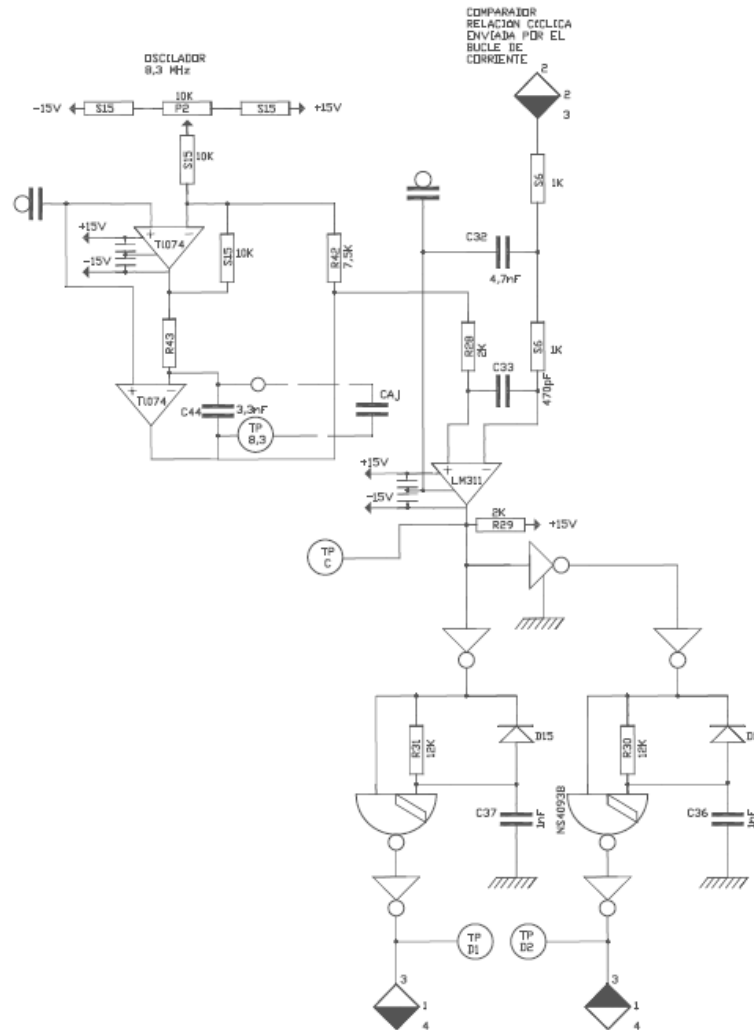 COMPARADOR
RELACIÓN CÍCLICA
ENVIADA POR EL
BUCLE DE
CORRIENTE
OSCILADOR
8,3 MHz
2
2
3
10K
-15V
S15
P2
S15
+15V
S15
10K
S6
1K
+15V
Tl074
-15V
S15
10K
R42
7,5K
C32
4,7nF
R43
R28
2K
S6
1K
C33
470pF
Tl074
C44
3,3nF
CAJ
TP
8,3
+15V
LM311
-15V
2K
R29
+15V
TP
C
R31
12K
D15
R30
12K
D1
C37
1nF
NS4093B
C36
1nF
TP
D1
TP
D2
3
1
4
3
1
4